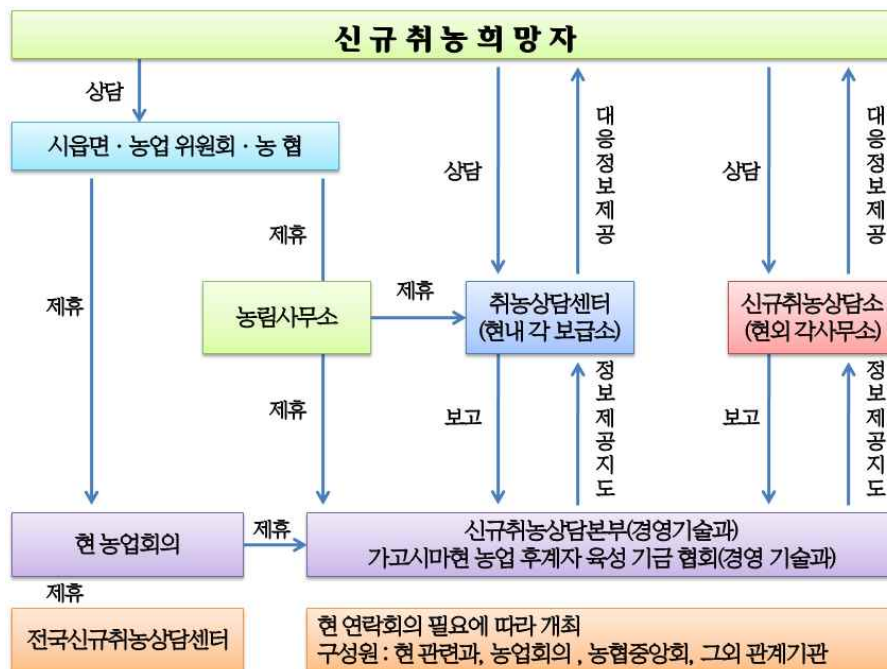 신규취농희망자
상담
시읍면 · 농업 위원회 · 농 협
상담
대응정보제공
상담
대응정보제공
제휴
제휴
농림사무소
제휴
취농상담센터
(현내 각 보급소)
신규취농상담소
(현외 각사무소)
제휴
보고
정보제공지도
보고
정보제공지도
현 농업회의
제휴
신규취농상담본부(경영기술과)
가고시마현 농업 후계자 육성 기금 협회(경영 기술과)
제휴
전국신규취농상담센터
현 연락회의 필요에 따라 개최
구성원 : 현 관련과, 농업회의 , 농협중앙회, 그외 관계기관